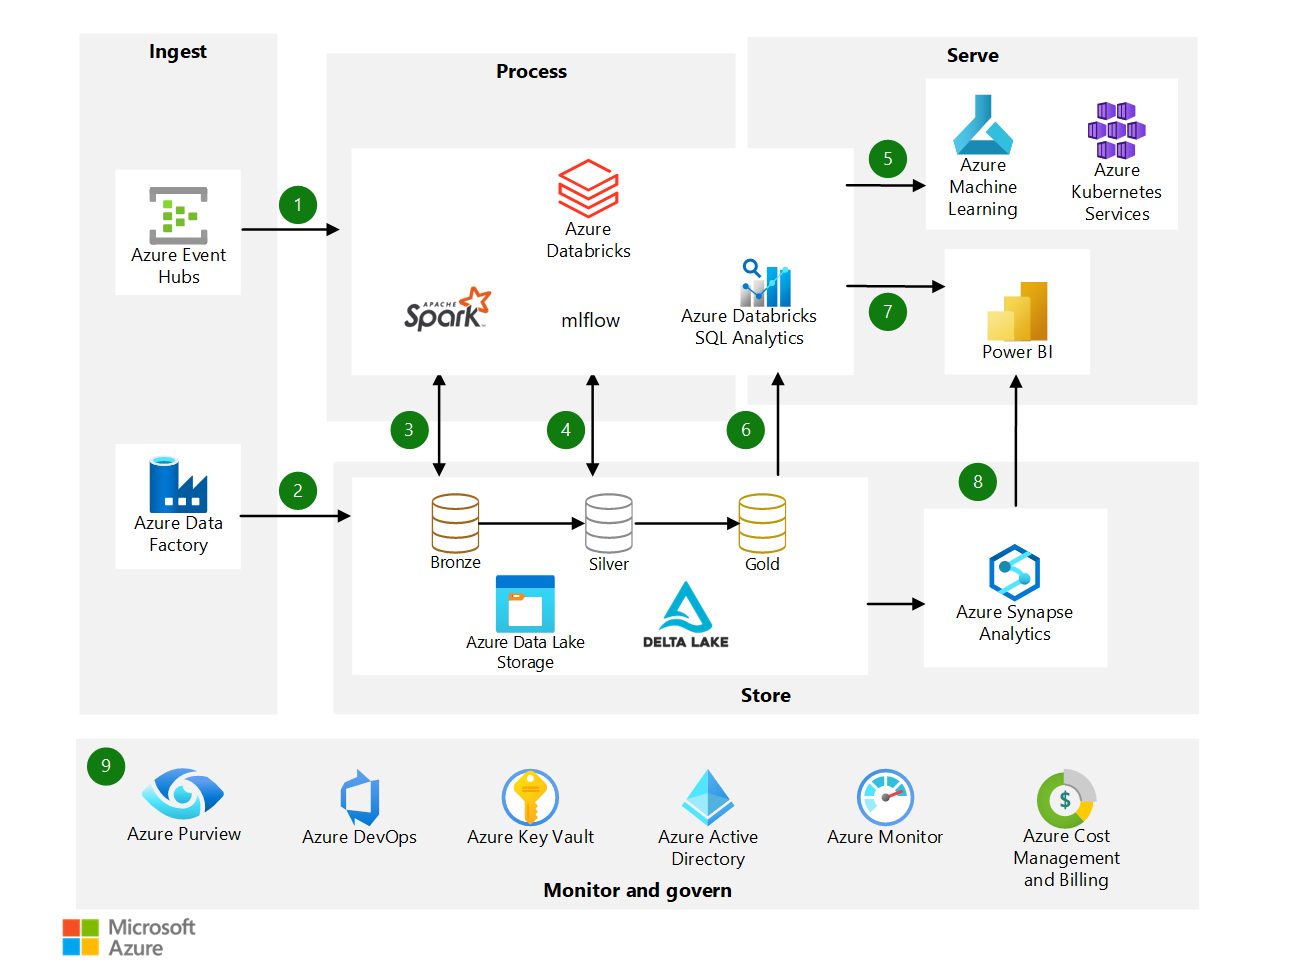 Ingest
Process
Serve
Azure
Machine
Learning
Azure
Kubernetes
Services
5
1
Azure Event
Hubs
Azure
Databricks
APACHE
Spark
mlflow
Azure Databricks
SQL Analytics
7
Power BI
3
4
6
8
2
Azure Data
Factory
Bronze
Silver
Gold
Azure Data Lake
Storage
DELTA LAKE
Azure Synapse
Analytics
Store
9
Azure Purview
Azure DevOps
Azure Key Vault
Azure Active
Directory
Azure Monitor
$
Azure Cost
Management
and Billing
Monitor and govern
Microsoft
Azure